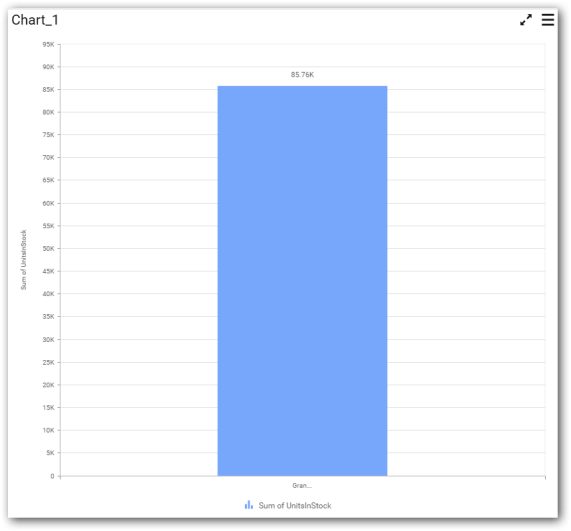 Chart_1
95K
90K
85.76K
85K
80K
75K
70K
65K
60K
55K
50K
45K
40K
35K
30K
25K
20K
15K
10K
5K
0
Sum of UnitsInStock
Gran...
Sum of UnitsInStock